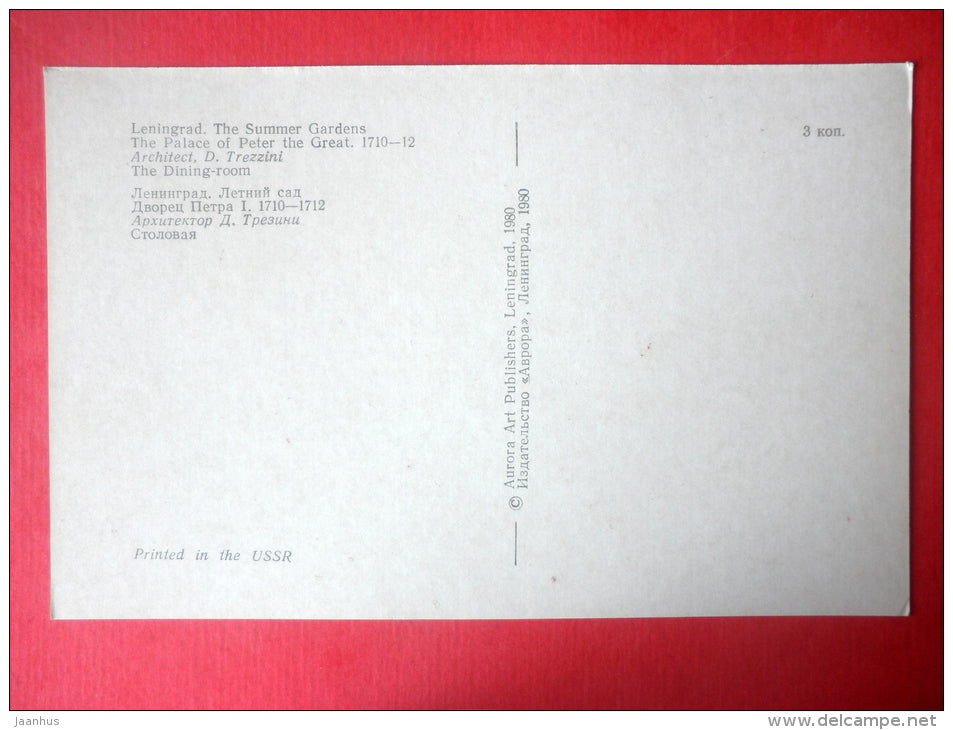 Leningrad. The Summer Gardens
The Palace of Peter the Great. 1710—12
Architect, D. Trezzini
The Dining-room
Ленинград. Летний сад
Дворец Петра I. 1710—1712
Архитектор Д. Трезини
Столовая
Printed in the USSR
© Aurora Art Publishers, Leningrad, 1980
Издательство «Аврора», Ленинград, 1980
3 коп.
jaanhus
www.delcampe.net